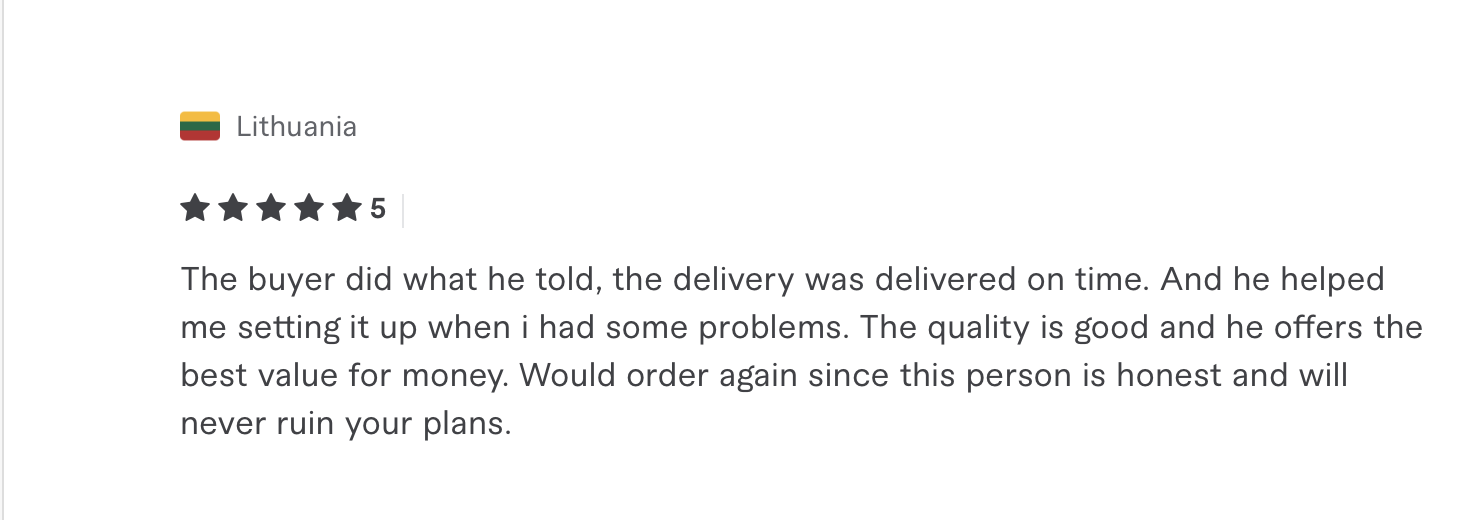 Lithuania
5
The buyer did what he told, the delivery was delivered on time. And he helped
me setting it up when i had some problems. The quality is good and he offers the
best value for money. Would order again since this person is honest and will
never ruin your plans.